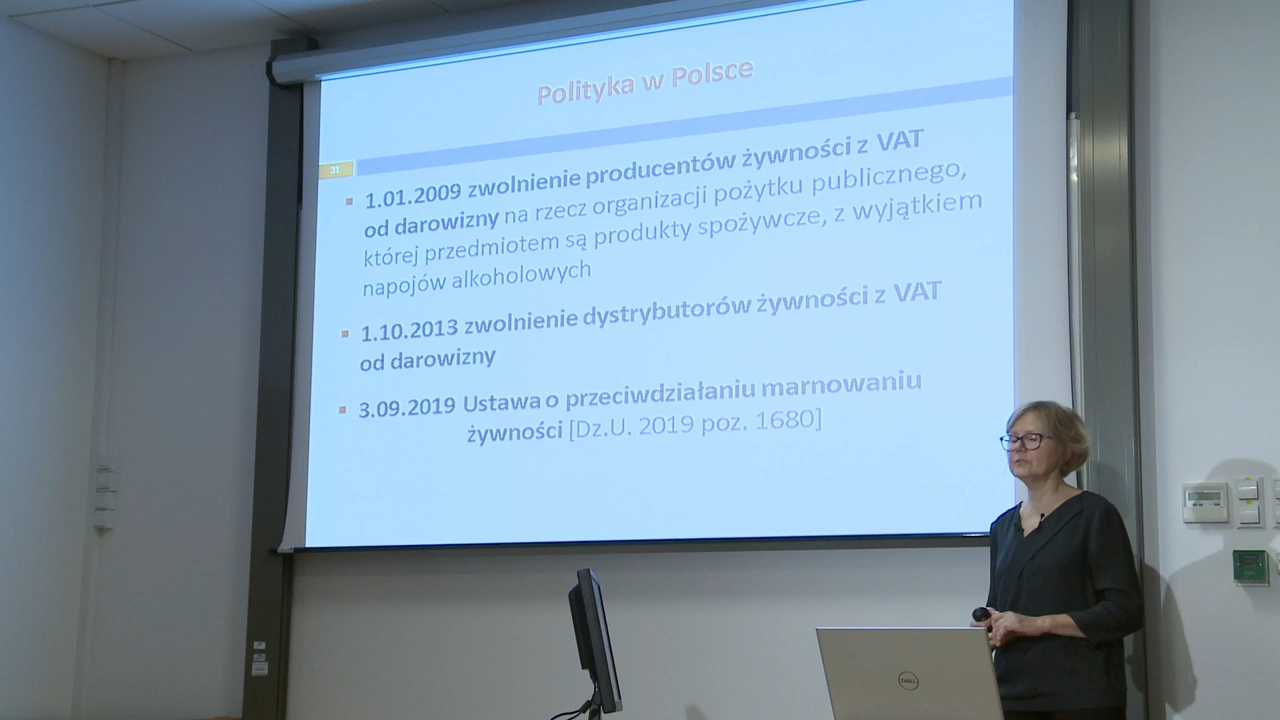 Polityka w Polsce
31
1.01.2009 zwolnienie producentów żywności z VAT
od darowizny na rzecz organizacji pożytku publicznego,
której przedmiotem są produkty spożywcze, z wyjątkiem
napojów alkoholowych
1.10.2013 zwolnienie dystrybutorów żywności z VAT
od darowizny
3.09.2019 Ustawa o przeciwdziałaniu marnowaniu
żywności [Dz.U. 2019 poz. 1680]
DELL